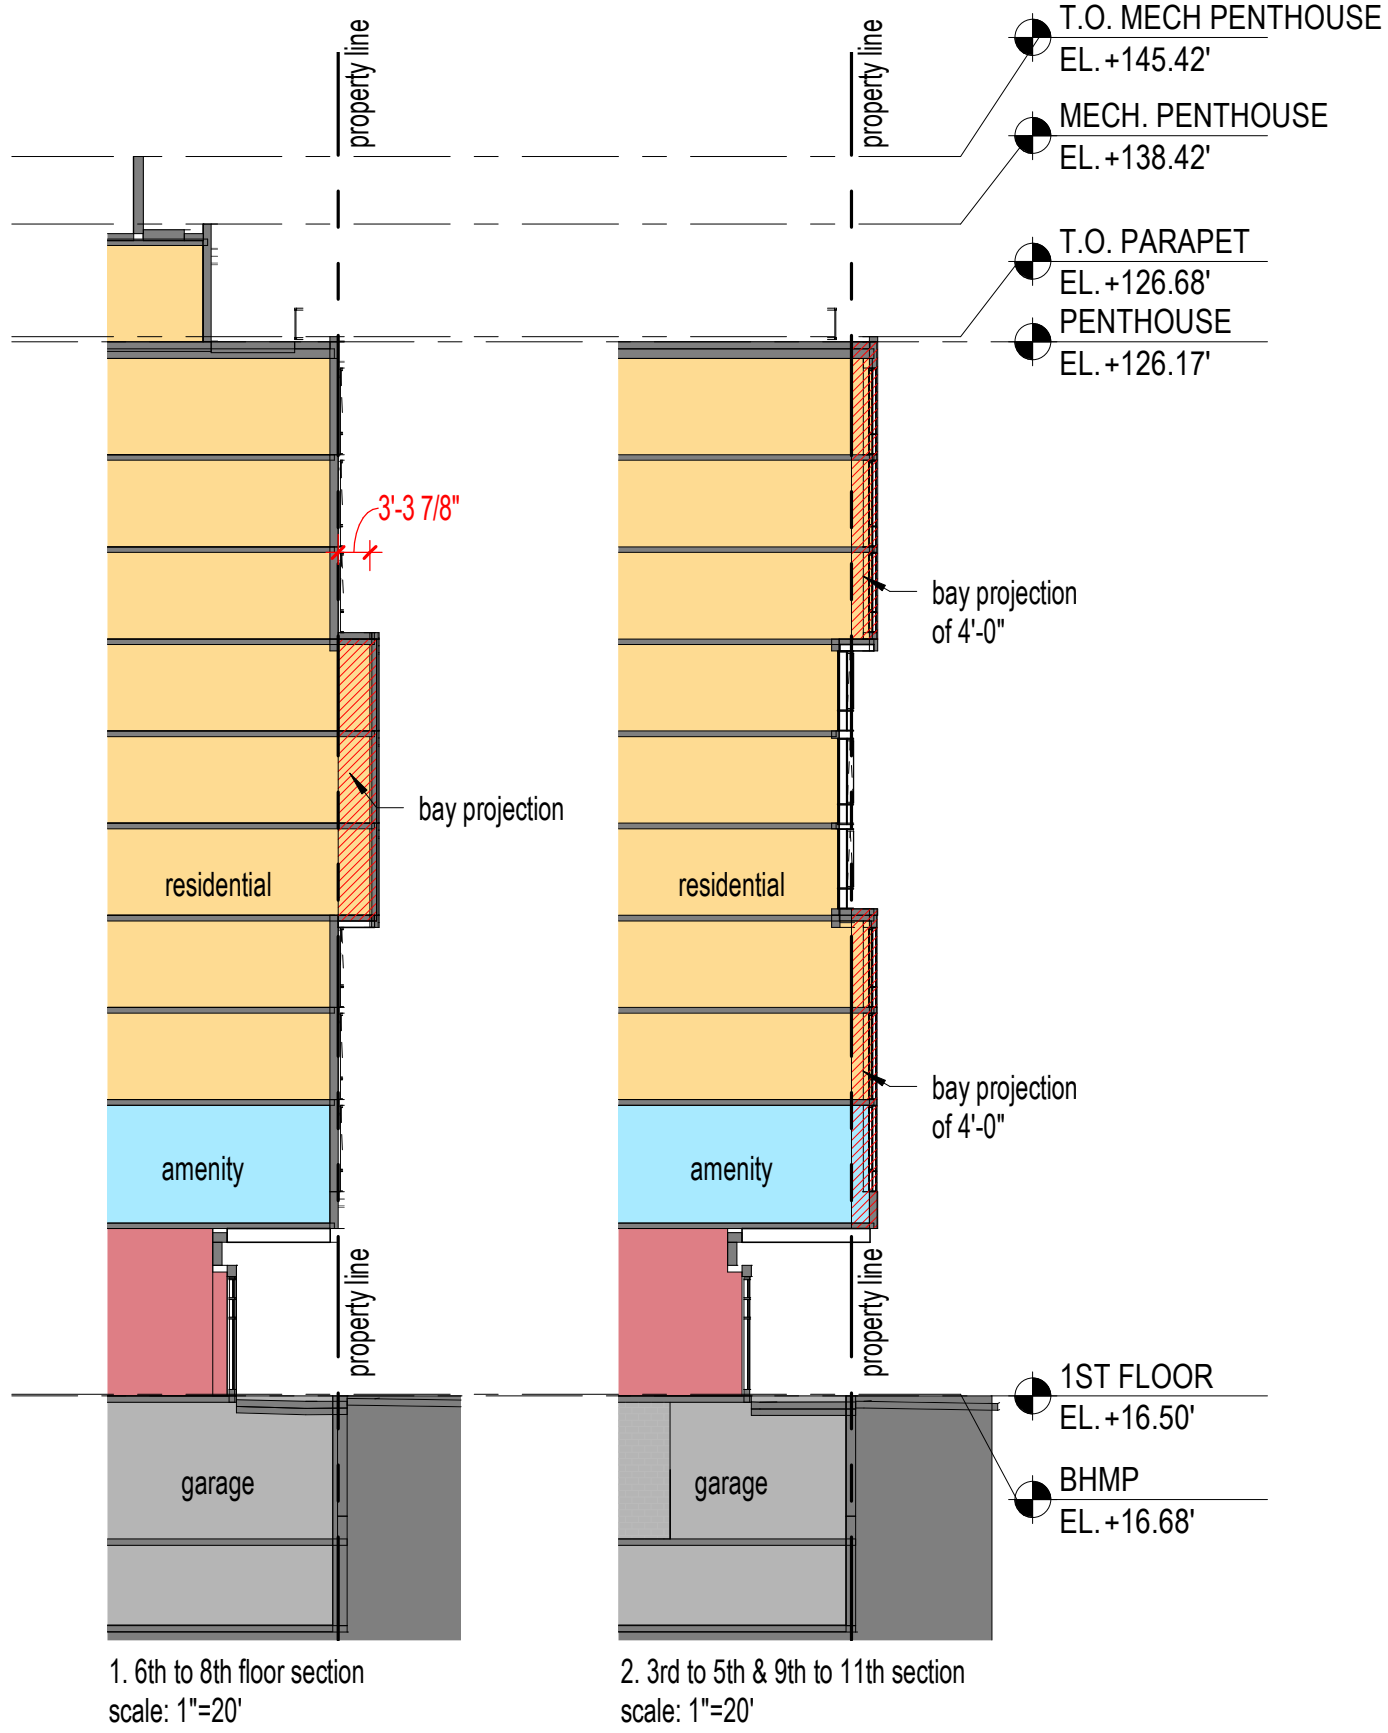 property line
property line
T.O. MECH PENTHOUSE
EL. +145.42'
MECH. PENTHOUSE
EL. +138.42'
T.O. PARAPET
EL. +126.68'
PENTHOUSE
EL. +126.17'
3'-3 7/8"
bay projection
of 4'-0"
bay projection
residential
residential
bay projection
of 4'-0"
amenity
amenity
property line
property line
1ST FLOOR
EL. +16.50'
garage
garage
BHMP
EL. +16.68'
1. 6th to 8th floor section
scale: 1"=20'
2. 3rd to 5th & 9th to 11th section
scale: 1"=20'